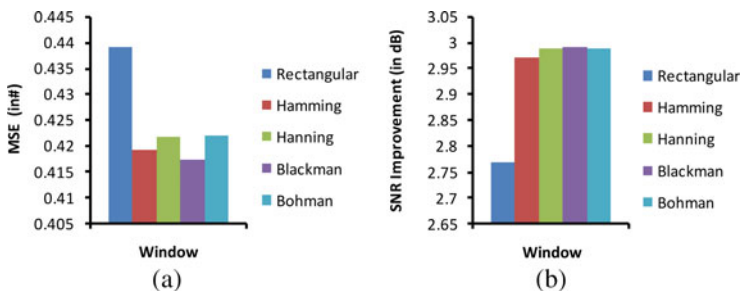 0.445
0.44
0.435
0.43
0.425
0.42
0.415
0.41
0.405
MSE (in#)
Window
Rectangular
Hamming
Hanning
Blackman
Bohman
(a)
3.05
3
2.95
2.9
2.85
2.8
2.75
2.7
2.65
SNR Improvement (in dB)
Window
Rectangular
Hamming
Hanning
Blackman
Bohman
(b)